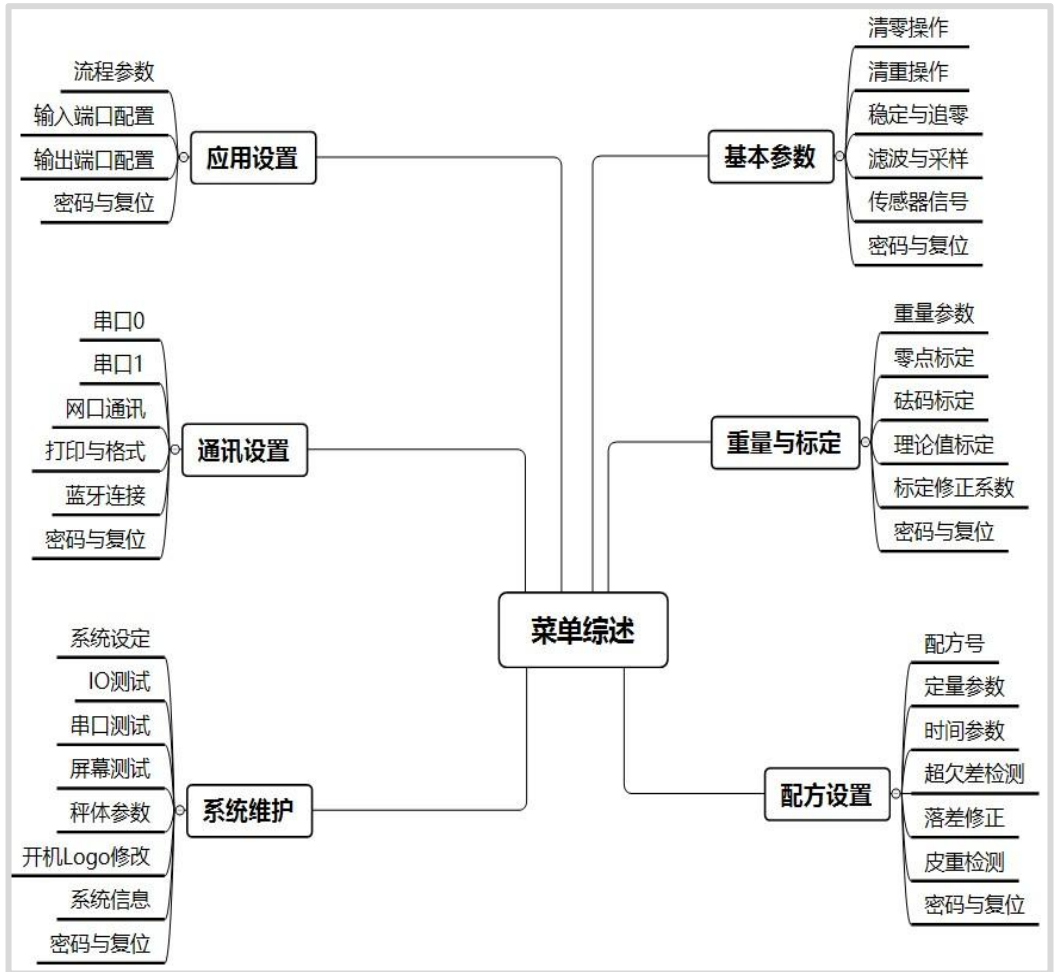 菜单综述
应用设置
流程参数
输入端口配置
输出端口配置
密码与复位
通讯设置
串口0
串口1
网口通讯
打印与格式
蓝牙连接
密码与复位
系统维护
系统设定
IO测试
串口测试
屏幕测试
秤体参数
开机Logo修改
系统信息
密码与复位
基本参数
清零操作
清重操作
稳定与追零
滤波与采样
传感器信号
密码与复位
重量与标定
重量参数
零点标定
砝码标定
理论值标定
标定修正系数
密码与复位
配方设置
配方号
定量参数
时间参数
超欠差检测
落差修正
皮重检测
密码与复位